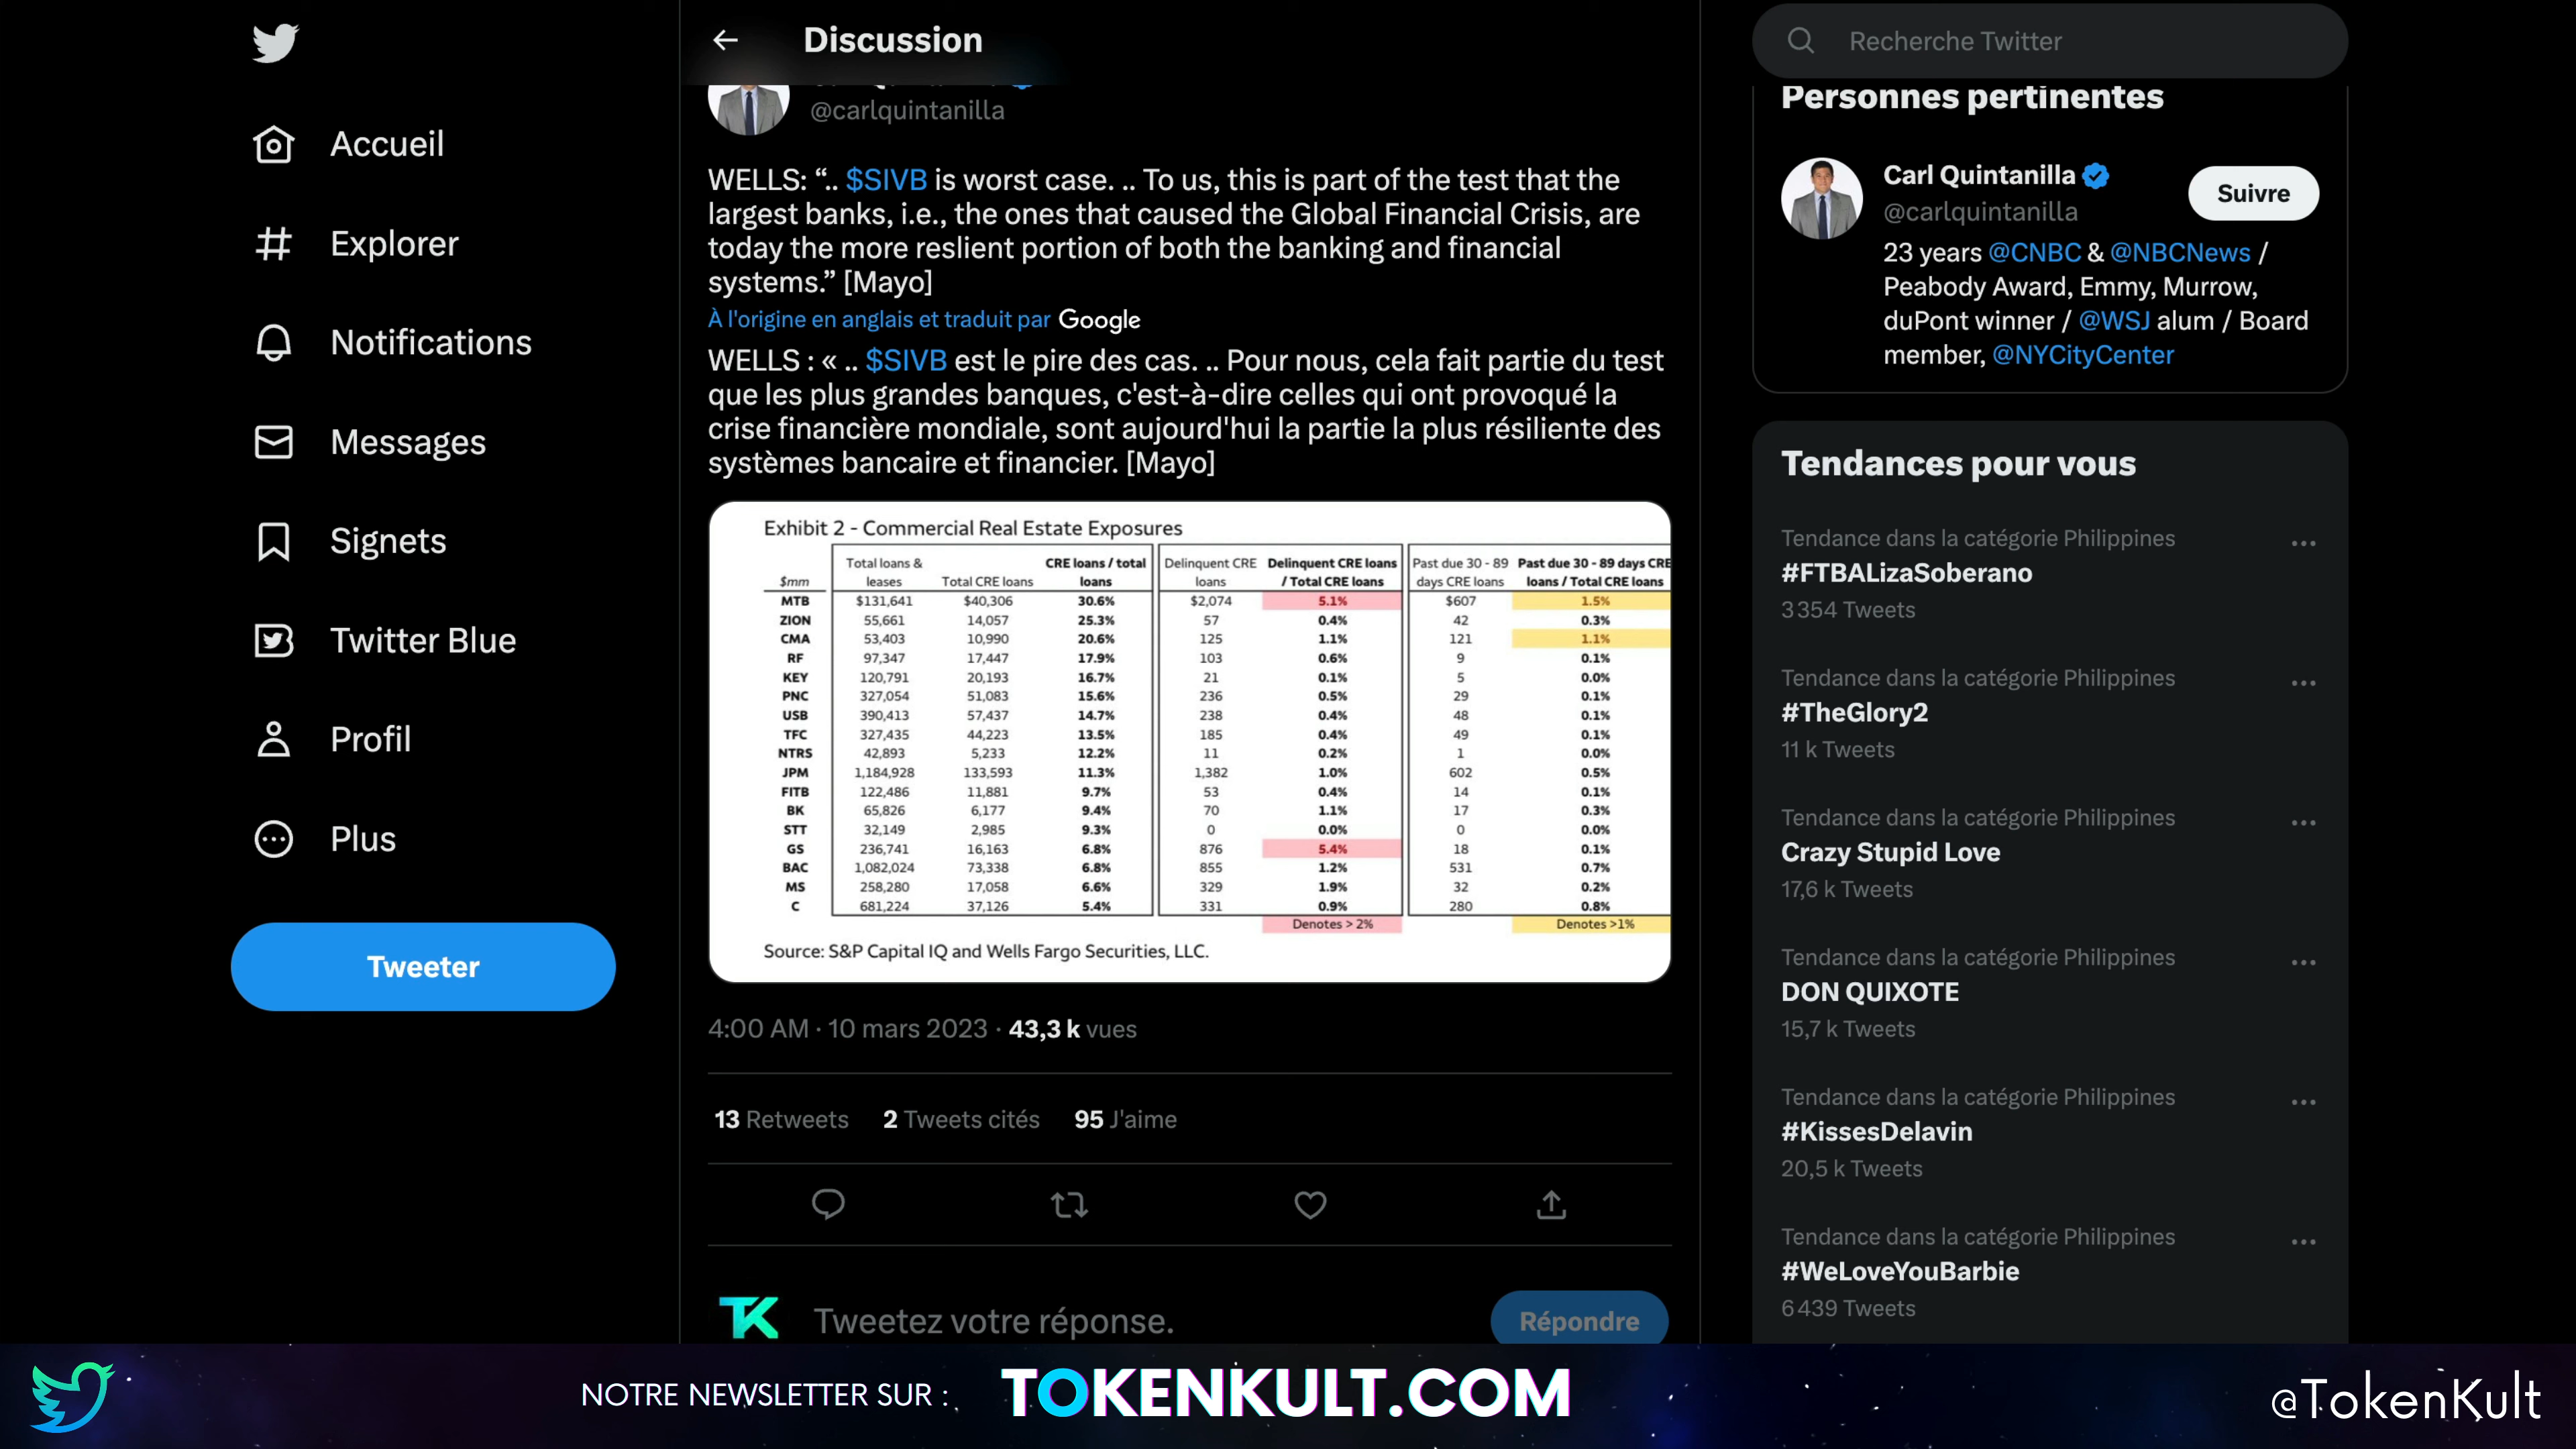 Discussion
@carlquintanilla
WELLS: “.. $SIVB is worst case. .. To us, this is part of the test that the
largest banks, i.e., the ones that caused the Global Financial Crisis, are
today the more reslient portion of both the banking and financial
systems.” [Mayo]
À l'origine en anglais et traduit par Google
WELLS : « .. $SIVB est le pire des cas. .. Pour nous, cela fait partie du test
que les plus grandes banques, c'est-à-dire celles qui ont provoqué la
crise financière mondiale, sont aujourd'hui la partie la plus résiliente des
systèmes bancaire et financier. [Mayo]
Exhibit 2 - Commercial Real Estate Exposures
Total loans & CRE loans / total Delinquent CRE Delinquent CRE loans Past due 30 - 89 Past due 30 - 89 days CRE
$mm leases Total CRE loans loans loans / Total CRE loans days CRE loans loans / Total CRE loans
MTB $131,641 $40,306 30.6% $2,074 5.1% $607 1.5%
ZION 55,661 14,057 25.3% 57 0.4% 42 0.3%
CMA 53,403 10,990 20.6% 125 1.1% 121 1.1%
RF 97,347 17,447 17.9% 103 0.6% 9 0.1%
KEY 120,791 20,193 16.7% 21 0.1% 5 0.0%
PNC 327,054 51,083 15.6% 236 0.5% 29 0.1%
USB 390,413 57,437 14.7% 238 0.4% 48 0.1%
TFC 327,435 44,223 13.5% 185 0.4% 49 0.1%
NTRS 42,893 5,233 12.2% 11 0.2% 1 0.0%
JPM 1,184,928 133,593 11.3% 1,382 1.0% 602 0.5%
FITB 122,486 11,881 9.7% 53 0.4% 14 0.1%
BK 65,826 6,177 9.4% 70 1.1% 17 0.3%
STT 32,149 2,985 9.3% 0 0.0% 0 0.0%
GS 236,741 16,163 6.8% 876 5.4% 18 0.1%
BAC 1,082,024 73,338 6.8% 855 1.2% 531 0.7%
MS 258,280 17,058 6.6% 329 1.9% 32 0.2%
C 681,224 37,126 5.4% 331 0.9% 280 0.8%
Denotes > 2% Denotes >1%
Source: S&P Capital IQ and Wells Fargo Securities, LLC.
4:00 AM · 10 mars 2023 · 43,3 k vues
13 Retweets 2 Tweets cités 95 J'aime
TK
Tweetez votre réponse.
Répondre
Accueil
Explorer
Notifications
Messages
Signets
Twitter Blue
Profil
Plus
Tweeter
Recherche Twitter
Personnes pertinentes
Carl Quintanilla
@carlquintanilla
Suivre
23 years @CNBC & @NBCNews /
Peabody Award, Emmy, Murrow,
duPont winner / @WSJ alum / Board
member, @NYCityCenter
Tendances pour vous
Tendance dans la catégorie Philippines
#FTBALizaSoberano
3 354 Tweets
Tendance dans la catégorie Philippines
#TheGlory2
11 k Tweets
Tendance dans la catégorie Philippines
Crazy Stupid Love
17,6 k Tweets
Tendance dans la catégorie Philippines
DON QUIXOTE
15,7 k Tweets
Tendance dans la catégorie Philippines
#KissesDelavin
20,5 k Tweets
Tendance dans la catégorie Philippines
#WeLoveYouBarbie
6 439 Tweets
NOTRE NEWSLETTER SUR :
TOKENKULT.COM
@TokenKult